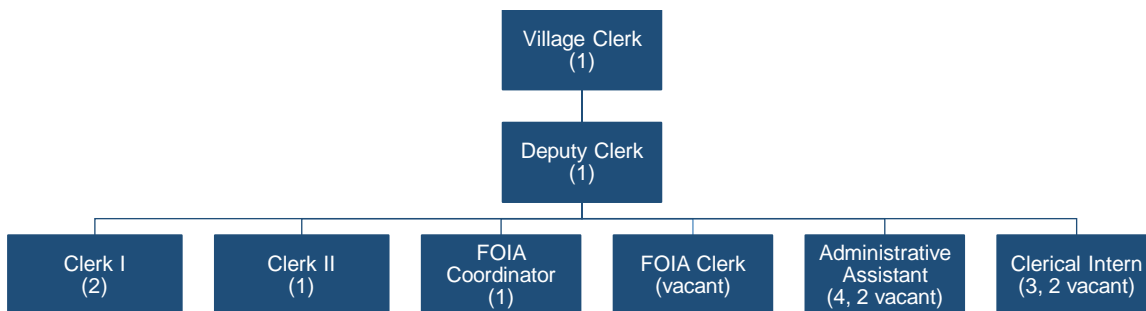 Village Clerk
(1)
Deputy Clerk
(1)
Clerk I
(2)
Clerk II
(1)
FOIA
Coordinator
(1)
FOIA Clerk
(vacant)
Administrative
Assistant
(4, 2 vacant)
Clerical Intern
(3, 2 vacant)